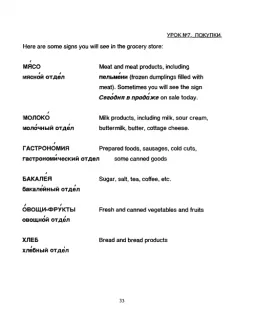 УРОК №7. ПОКУПКИ.
Here are some signs you will see in the grocery store:
МЯ́СО Meat and meat products, including
мясно́й отде́л пельме́ни (frozen dumplings filled with
meat). Sometimes you will see the sign
Сего́дня в прода́же on sale today.
МОЛОКО́ Milk products, including milk, sour cream,
моло́чный отде́л buttermilk, butter, cottage cheese.
ГАСТРОНО́МИЯ Prepared foods, sausages, cold cuts,
гастрономи́ческий отдел some canned goods
БАКАЛЕ́Я Sugar, salt, tea, coffee, etc.
бакале́йный отде́л
О́ВОЩИ-ФРУ́КТЫ Fresh and canned vegetables and fruits
овощно́й отде́л
ХЛЕБ Bread and bread products
хле́бный отде́л
33